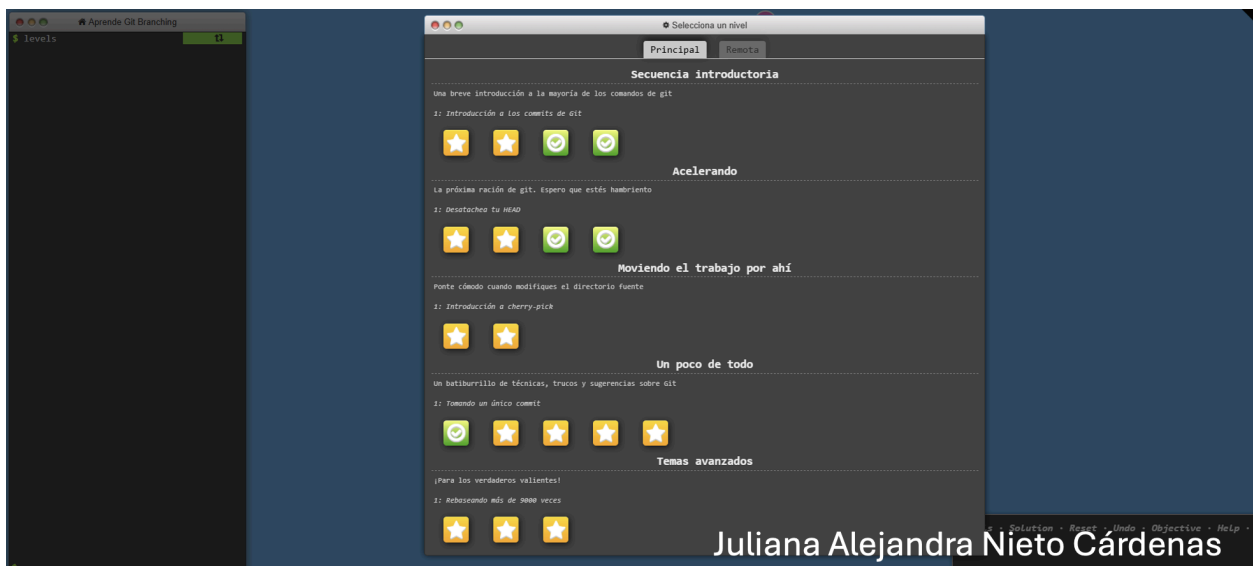 Aprende Git Branching
$ levels
Selecciona un nivel
Principal Remota
Secuencia introductoria
Una breve introducción a la mayoría de los comandos de git
1: Introducción a los commits de Git
Acelerando
La próxima ración de git. Espero que estés hambriento
1: Desatachea tu HEAD
Moviendo el trabajo por ahí
Ponte cómodo cuando modifiques el directorio fuente
1: Introducción a cherry-pick
Un poco de todo
Un batiburrillo de técnicas, trucos y sugerencias sobre Git
1: Tomando un único commit
Temas avanzados
¡Para los verdaderos valientes!
1: Rebaseando más de 9000 veces
s · Solution · Reset · Undo · Objective · Help ·
Juliana Alejandra Nieto Cárdenas